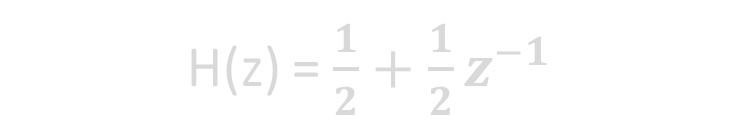 H(z) = 1/2 + 1/2 z⁻¹